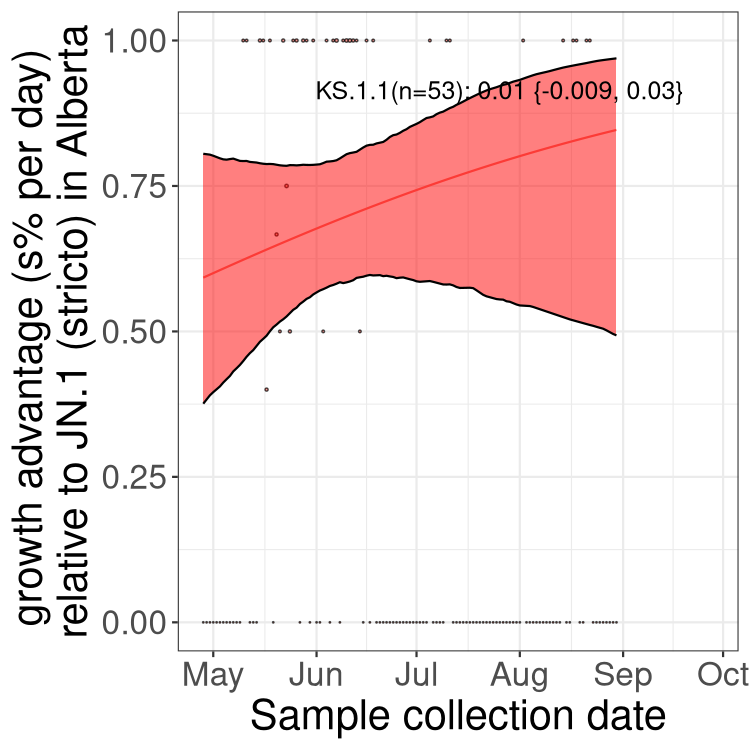 growth advantage (s% per day)
relative to JN.1 (stricto) in Alberta
1.00
0.75
0.50
0.25
0.00
KS.1.1(n=53): 0.01 {-0.009, 0.03}
May Jun Jul Aug Sep Oct
Sample collection date